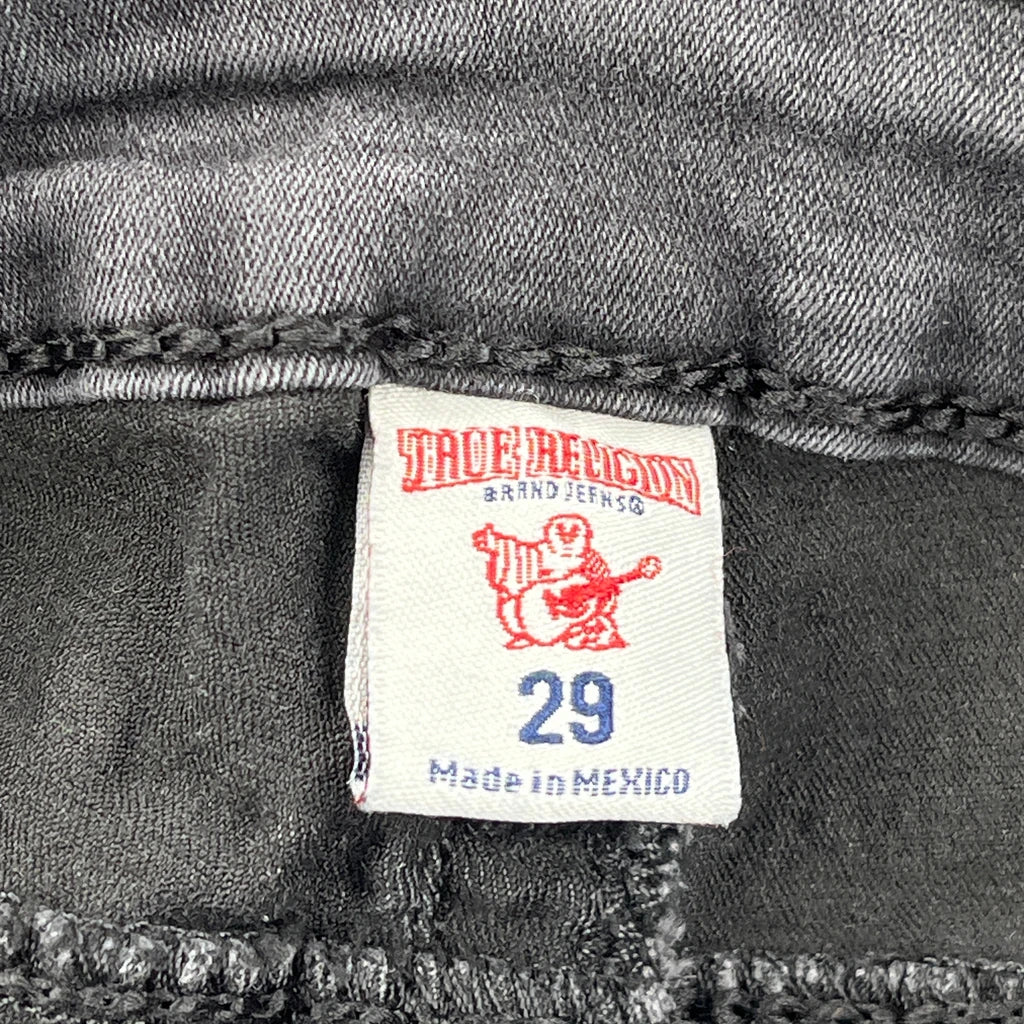 TRUE RELIGION
BRAND JEANS®
29
Made in MEXICO